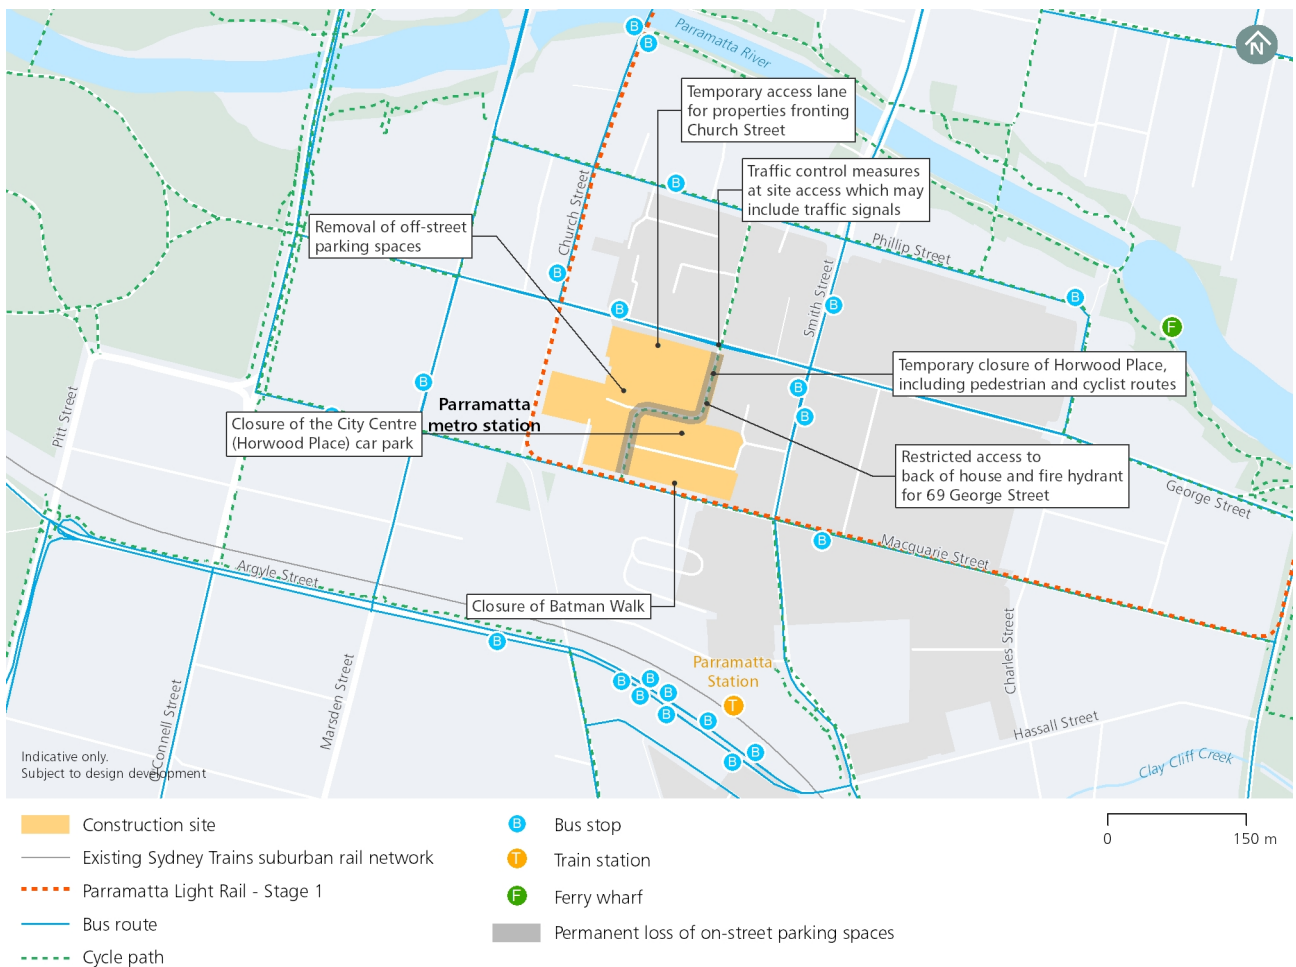 Parramatta River
N
B
B
Temporary access lane
for properties fronting
Church Street
Traffic control measures
at site access which may
include traffic signals
B
Church Street
Removal of off-street
parking spaces
Phillip Street
B
B
B
B
Smith Street
F
Temporary closure of Horwood Place,
including pedestrian and cyclist routes
B
B
B
Pitt Street
Parramatta
metro station
Closure of the City Centre
(Horwood Place) car park
Restricted access to
back of house and fire hydrant
for 69 George Street
George Street
B
Macquarie Street
Argyle Street
Closure of Batman Walk
B
Charles Street
Parramatta
Station
T
B
B
B
B
B
B
B
B
O'Connell Street
Marsden Street
Hassall Street
Clay Cliff Creek
Indicative only.
Subject to design development
Construction site
Existing Sydney Trains suburban rail network
Parramatta Light Rail - Stage 1
Bus route
Cycle path
B Bus stop
T Train station
F Ferry wharf
Permanent loss of on-street parking spaces
0 150 m